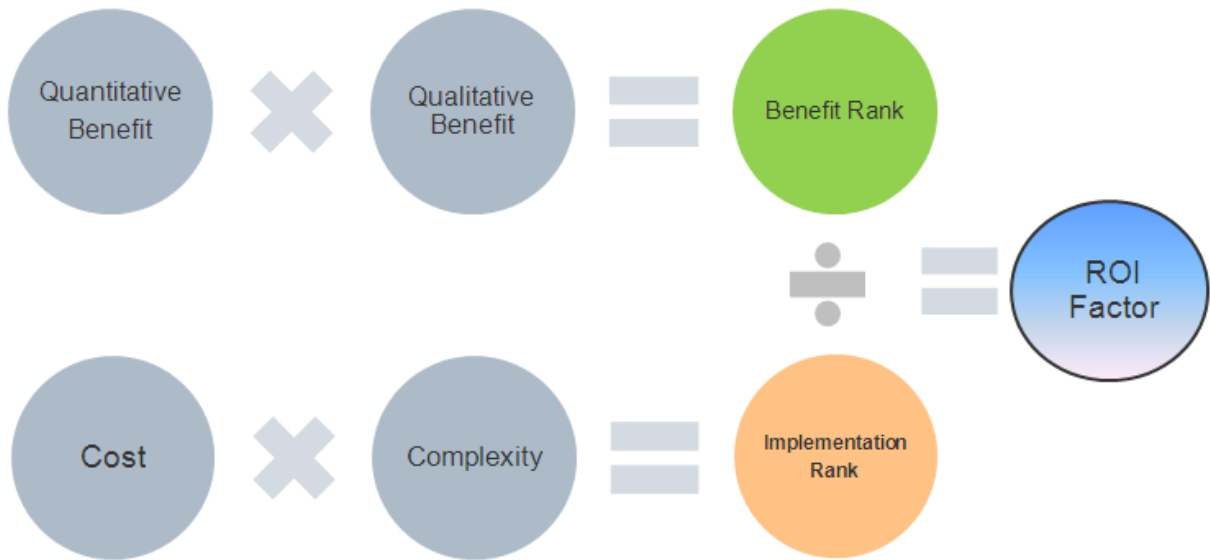 Quantitative
Benefit
Qualitative
Benefit
Benefit Rank
ROI
Factor
Cost
Complexity
Implementation
Rank